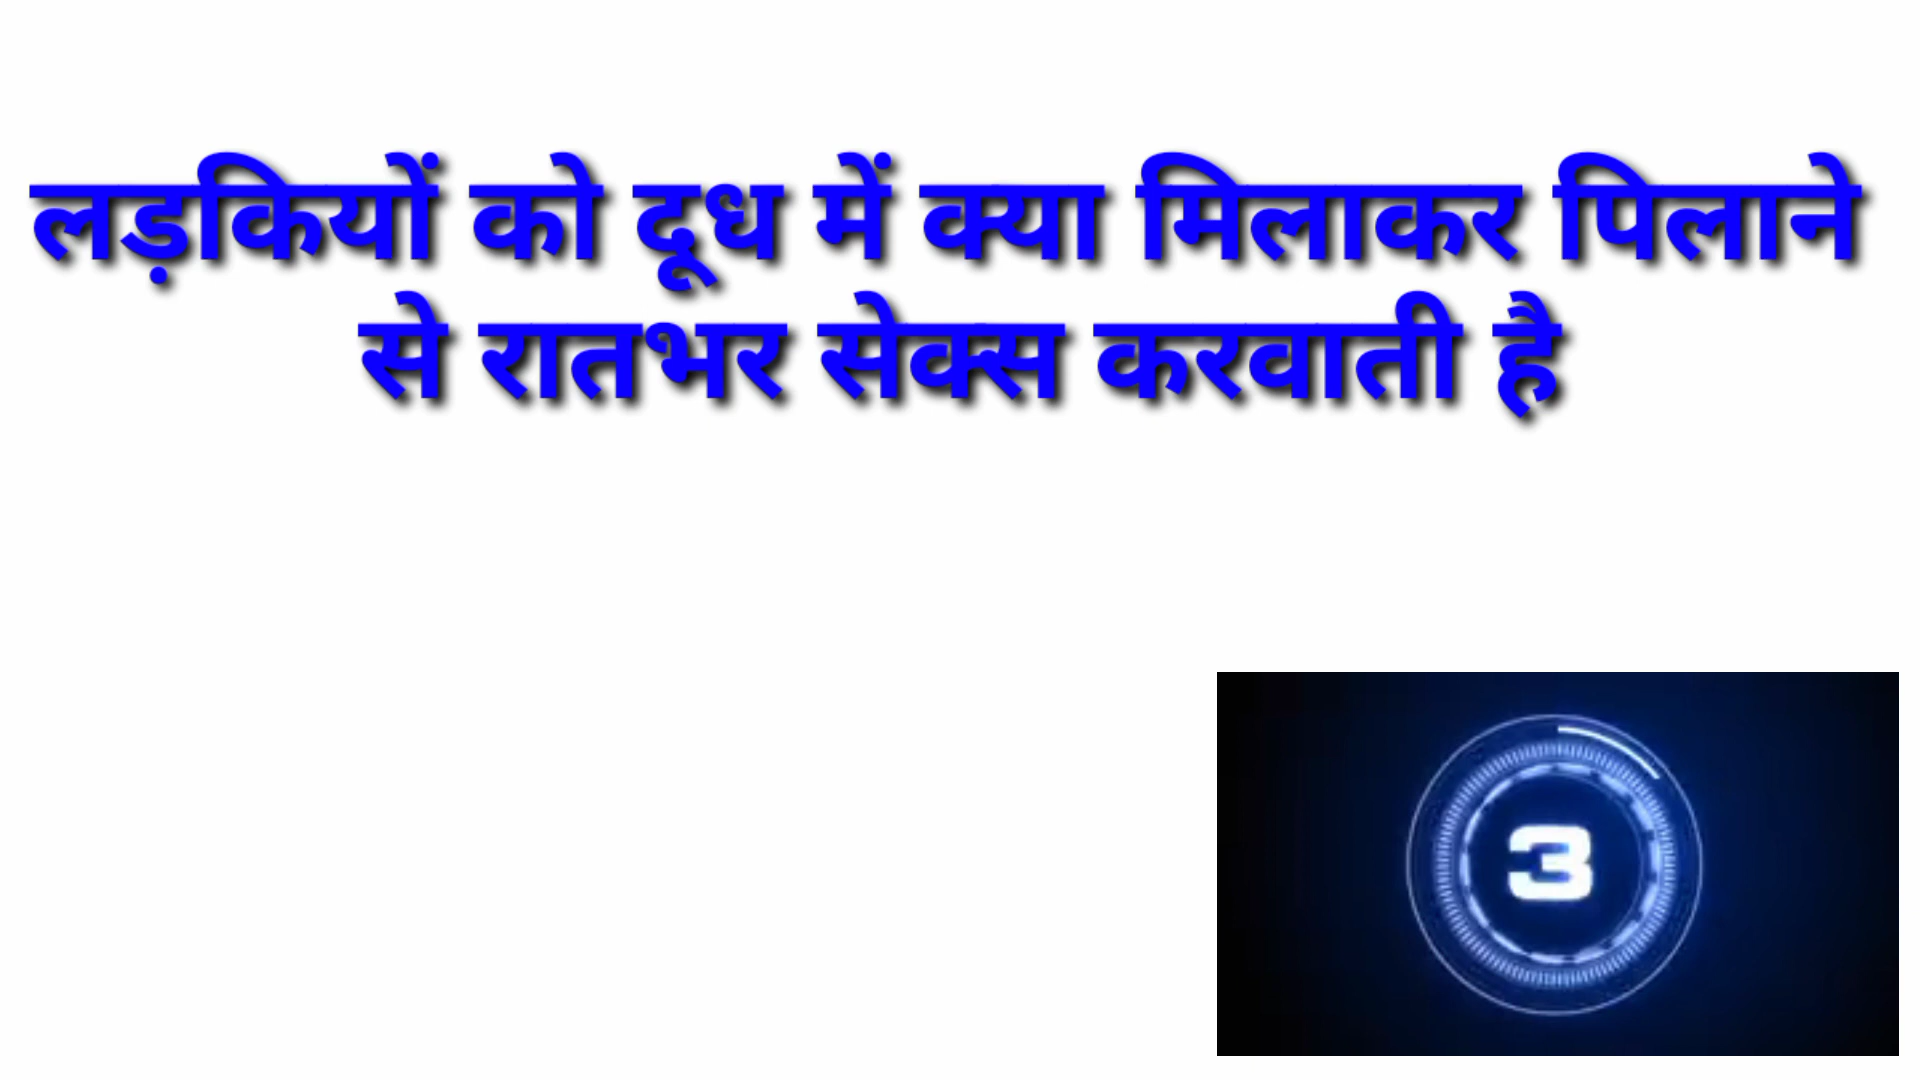 लड़कियों को दूध में क्या मिलाकर पिलाने
से रातभर सेक्स करवाती है
3